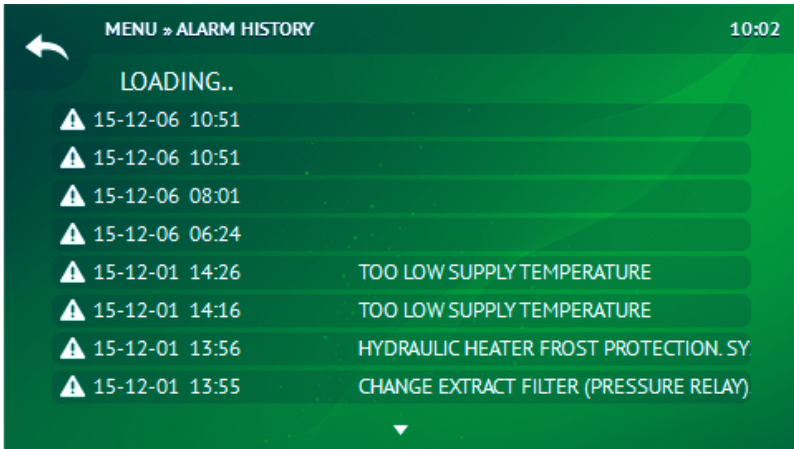 MENU » ALARM HISTORY 10:02
LOADING..
15-12-06 10:51
15-12-06 10:51
15-12-06 08:01
15-12-06 06:24
15-12-01 14:26 TOO LOW SUPPLY TEMPERATURE
15-12-01 14:16 TOO LOW SUPPLY TEMPERATURE
15-12-01 13:56 HYDRAULIC HEATER FROST PROTECTION. SY
15-12-01 13:55 CHANGE EXTRACT FILTER (PRESSURE RELAY)